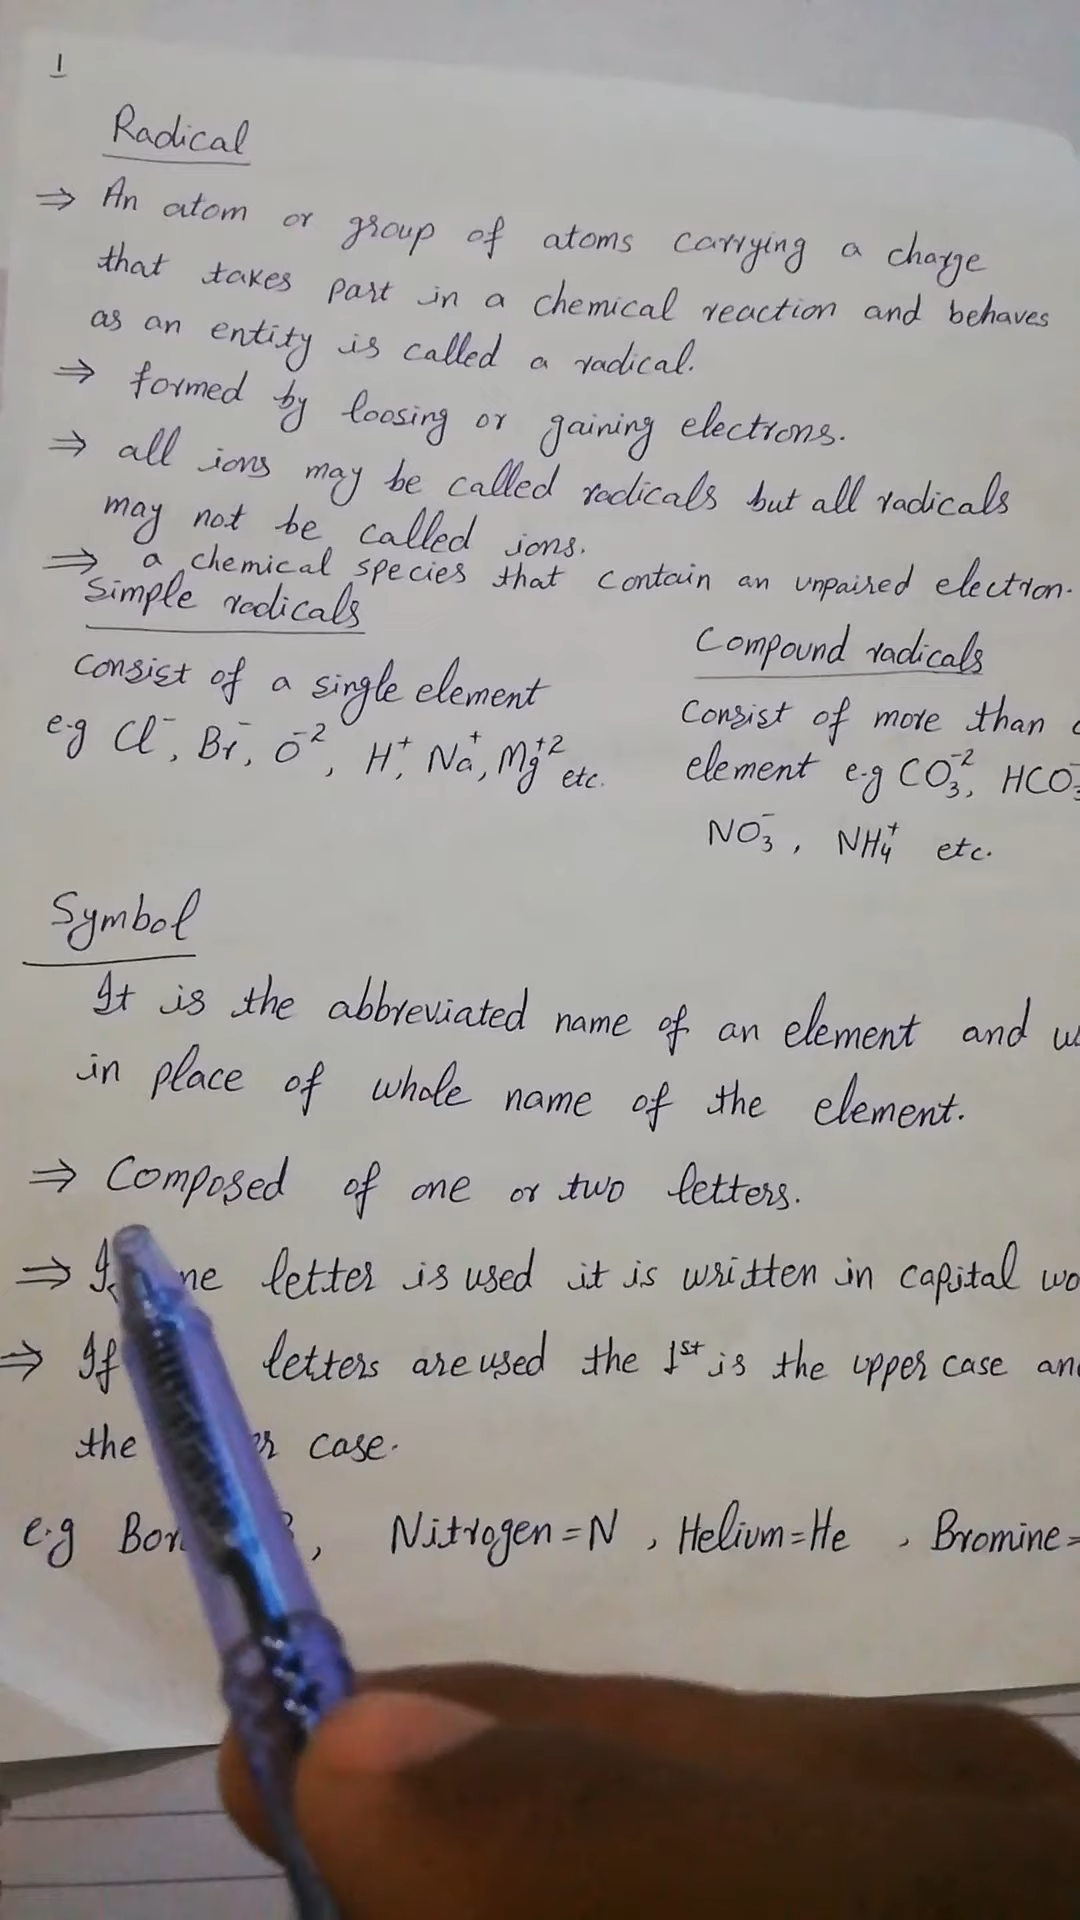 1
Radical
⇒ An atom or group of atoms carrying a charge
that takes part in a chemical reaction and behaves
as an entity is called a radical.
⇒ formed by loosing or gaining electrons.
⇒ all ions may be called radicals but all radicals
may not be called ions.
⇒ a chemical species that contain an unpaired electron.
Simple radicals
Consist of a single element
e.g Cl⁻, Br⁻, O⁻², H⁺, Na⁺, Mg⁺² etc.
Compound radicals
Consist of more than
element e.g CO₃⁻², HCO₃⁻
NO₃⁻, NH₄⁺ etc.
Symbol
It is the abbreviated name of an element and
in place of whole name of the element.
⇒ Composed of one or two letters.
⇒ letter is used it is written in capital
⇒ If letters are used the 1st is the upper case
the case.
e.g Nitrogen=N, Helium=He, Bromine=